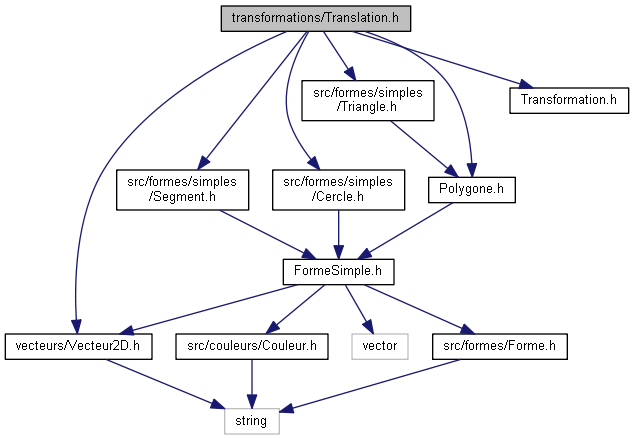 transformations/Translation.h
src/formes/simples
/Triangle.h
Transformation.h
src/formes/simples
/Segment.h
src/formes/simples
/Cercle.h
Polygone.h
FormeSimple.h
vecteurs/Vecteur2D.h
src/couleurs/Couleur.h
vector
src/formes/Forme.h
string